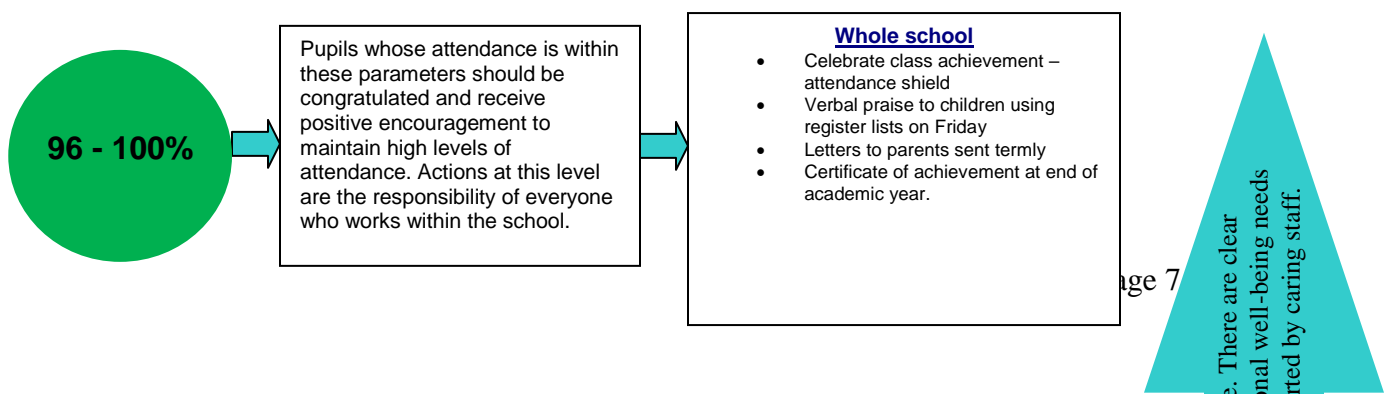 96 - 100%
Pupils whose attendance is within
these parameters should be
congratulated and receive
positive encouragement to
maintain high levels of
attendance. Actions at this level
are the responsibility of everyone
who works within the school.
Whole school
• Celebrate class achievement –
attendance shield
• Verbal praise to children using
register lists on Friday
• Letters to parents sent termly
• Certificate of achievement at end of
academic year.
age 7
There are clear
well-being needs
by caring staff.